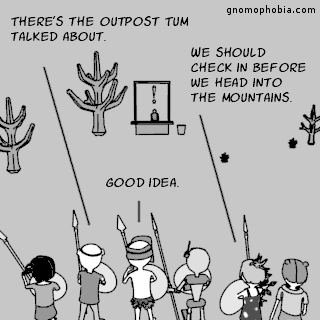 gnomophobia.com
THERE'S THE OUTPOST TUM
TALKED ABOUT.
WE SHOULD
CHECK IN BEFORE
WE HEAD INTO
THE MOUNTAINS.
!
GOOD IDEA.